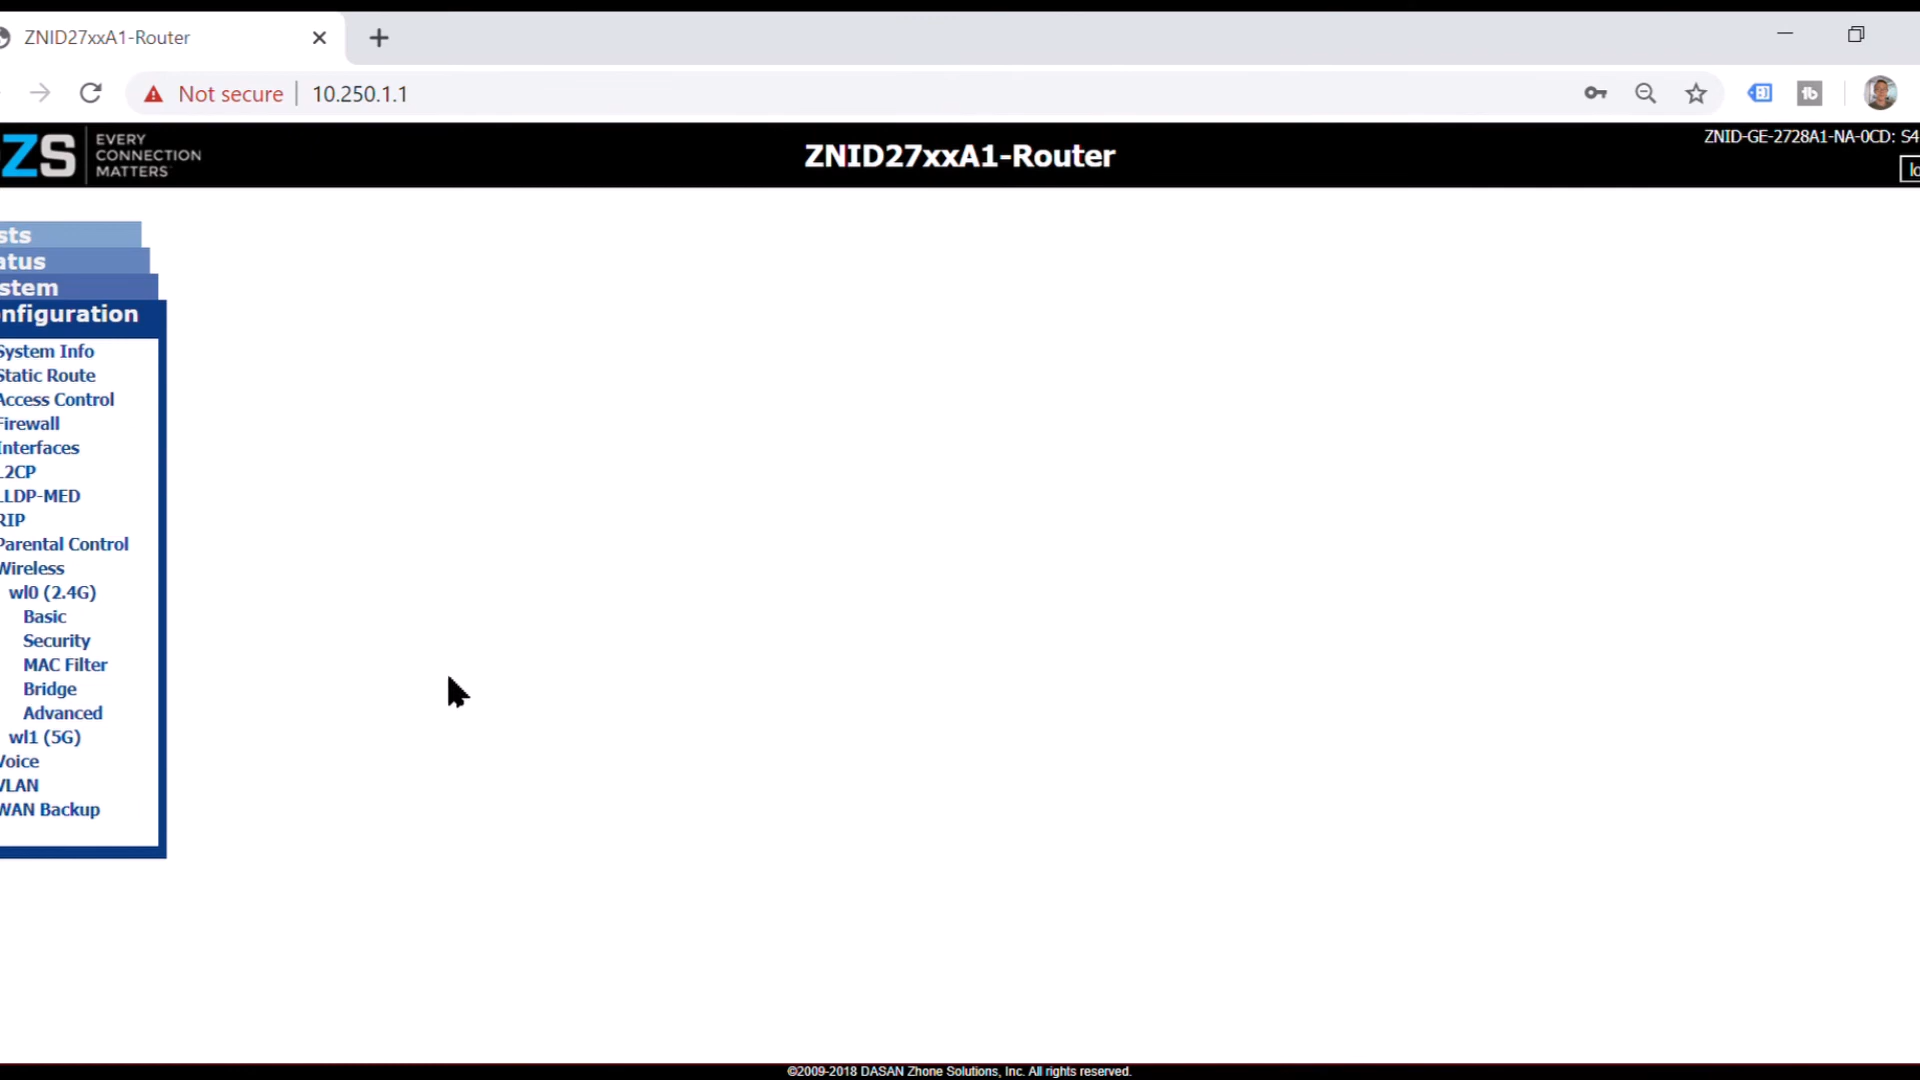 ZNID27xxA1-Router
Not secure
10.250.1.1
ZS
EVERY
CONNECTION
MATTERS
ZNID27xxA1-Router
ZNID-GE-2728A1-NA-0CD: S4
lo
sts
atus
stem
nfiguration
System Info
Static Route
Access Control
Firewall
Interfaces
L2CP
LLDP-MED
RIP
Parental Control
Wireless
wl0 (2.4G)
Basic
Security
MAC Filter
Bridge
Advanced
wl1 (5G)
Voice
VLAN
WAN Backup
©2009-2018 DASAN Zhone Solutions, Inc. All rights reserved.